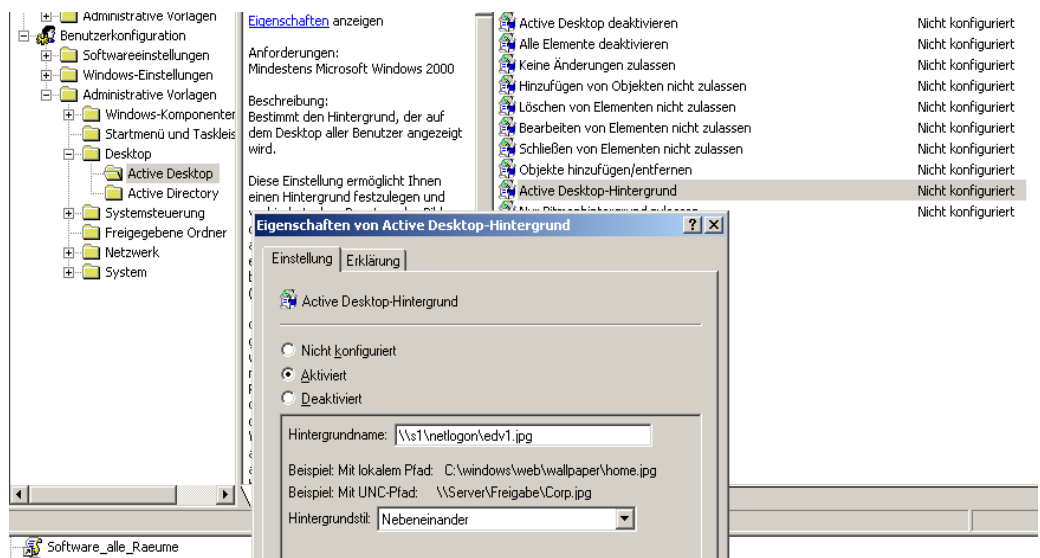 Administrative Vorlagen
Benutzerkonfiguration
Softwareeinstellungen
Windows-Einstellungen
Administrative Vorlagen
Windows-Komponenter
Startmenü und Taskleis
Desktop
Active Desktop
Active Directory
Systemsteuerung
Freigegebene Ordner
Netzwerk
System
Eigenschaften anzeigen
Anforderungen:
Mindestens Microsoft Windows 2000
Beschreibung:
Bestimmt den Hintergrund, der auf
dem Desktop aller Benutzer angezeigt
wird.
Diese Einstellung ermöglicht Ihnen
einen Hintergrund festzulegen und
Active Desktop deaktivieren Nicht konfiguriert
Alle Elemente deaktivieren Nicht konfiguriert
Keine Änderungen zulassen Nicht konfiguriert
Hinzufügen von Objekten nicht zulassen Nicht konfiguriert
Löschen von Elementen nicht zulassen Nicht konfiguriert
Bearbeiten von Elementen nicht zulassen Nicht konfiguriert
Schließen von Elementen nicht zulassen Nicht konfiguriert
Objekte hinzufügen/entfernen Nicht konfiguriert
Active Desktop-Hintergrund Nicht konfiguriert
Nur Bitmaphintergrund zulassen Nicht konfiguriert
Eigenschaften von Active Desktop-Hintergrund
Einstellung Erklärung
Active Desktop-Hintergrund
Nicht konfiguriert
Aktiviert
Deaktiviert
Hintergrundname: \\s1\netlogon\edv1.jpg
Beispiel: Mit lokalem Pfad: C:\windows\web\wallpaper\home.jpg
Beispiel: Mit UNC-Pfad: \\Server\Freigabe\Corp.jpg
Hintergrundstil: Nebeneinander
Software_alle_Raeume